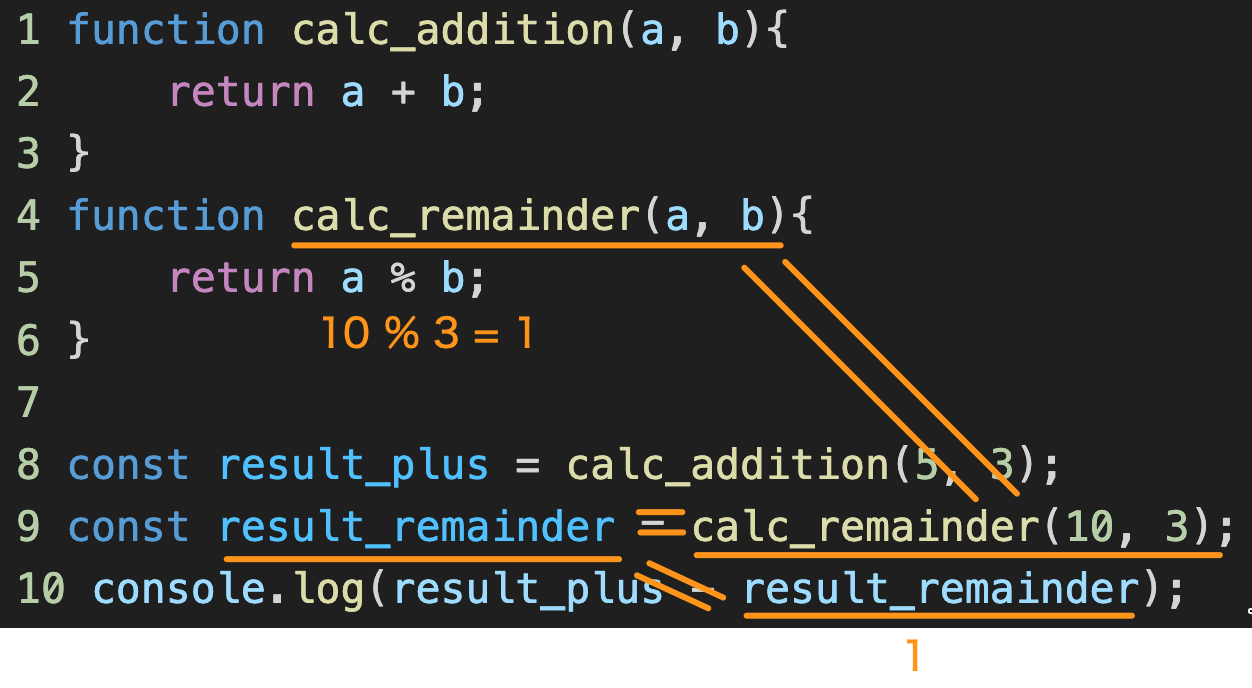 1 function calc_addition(a, b){
2     return a + b;
3 }
4 function calc_remainder(a, b){
5     return a % b;
6 }
10 % 3 = 1
7
8 const result_plus = calc_addition(5, 3);
9 const result_remainder = calc_remainder(10, 3);
10 console.log(result_plus - result_remainder);
1